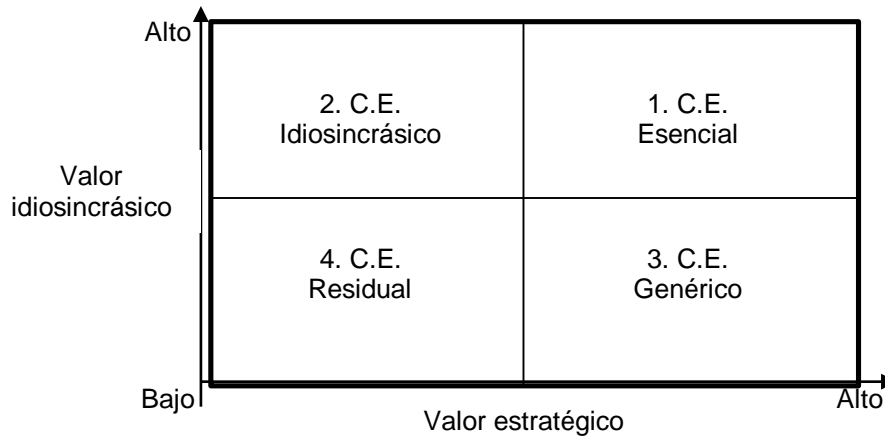 Alto
2. C.E.
Idiosincrásico
1. C.E.
Esencial
Valor
idiosincrásico
4. C.E.
Residual
3. C.E.
Genérico
Bajo
Valor estratégico
Alto